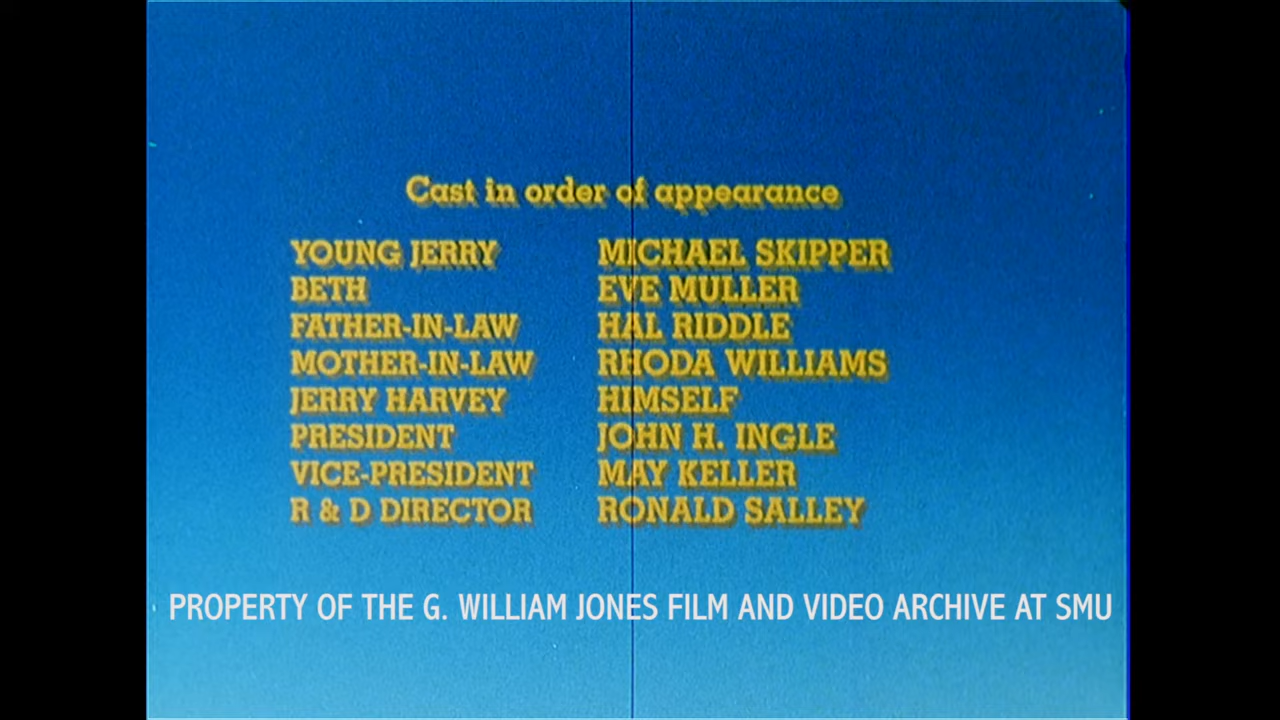 Cast in order of appearance
YOUNG JERRY MICHAEL SKIPPER
BETH EVE MULLER
FATHER-IN-LAW HAL RIDDLE
MOTHER-IN-LAW RHODA WILLIAMS
JERRY HARVEY HIMSELF
PRESIDENT JOHN H. INGLE
VICE-PRESIDENT MAY KELLER
R & D DIRECTOR RONALD SALLEY
PROPERTY OF THE G. WILLIAM JONES FILM AND VIDEO ARCHIVE AT SMU